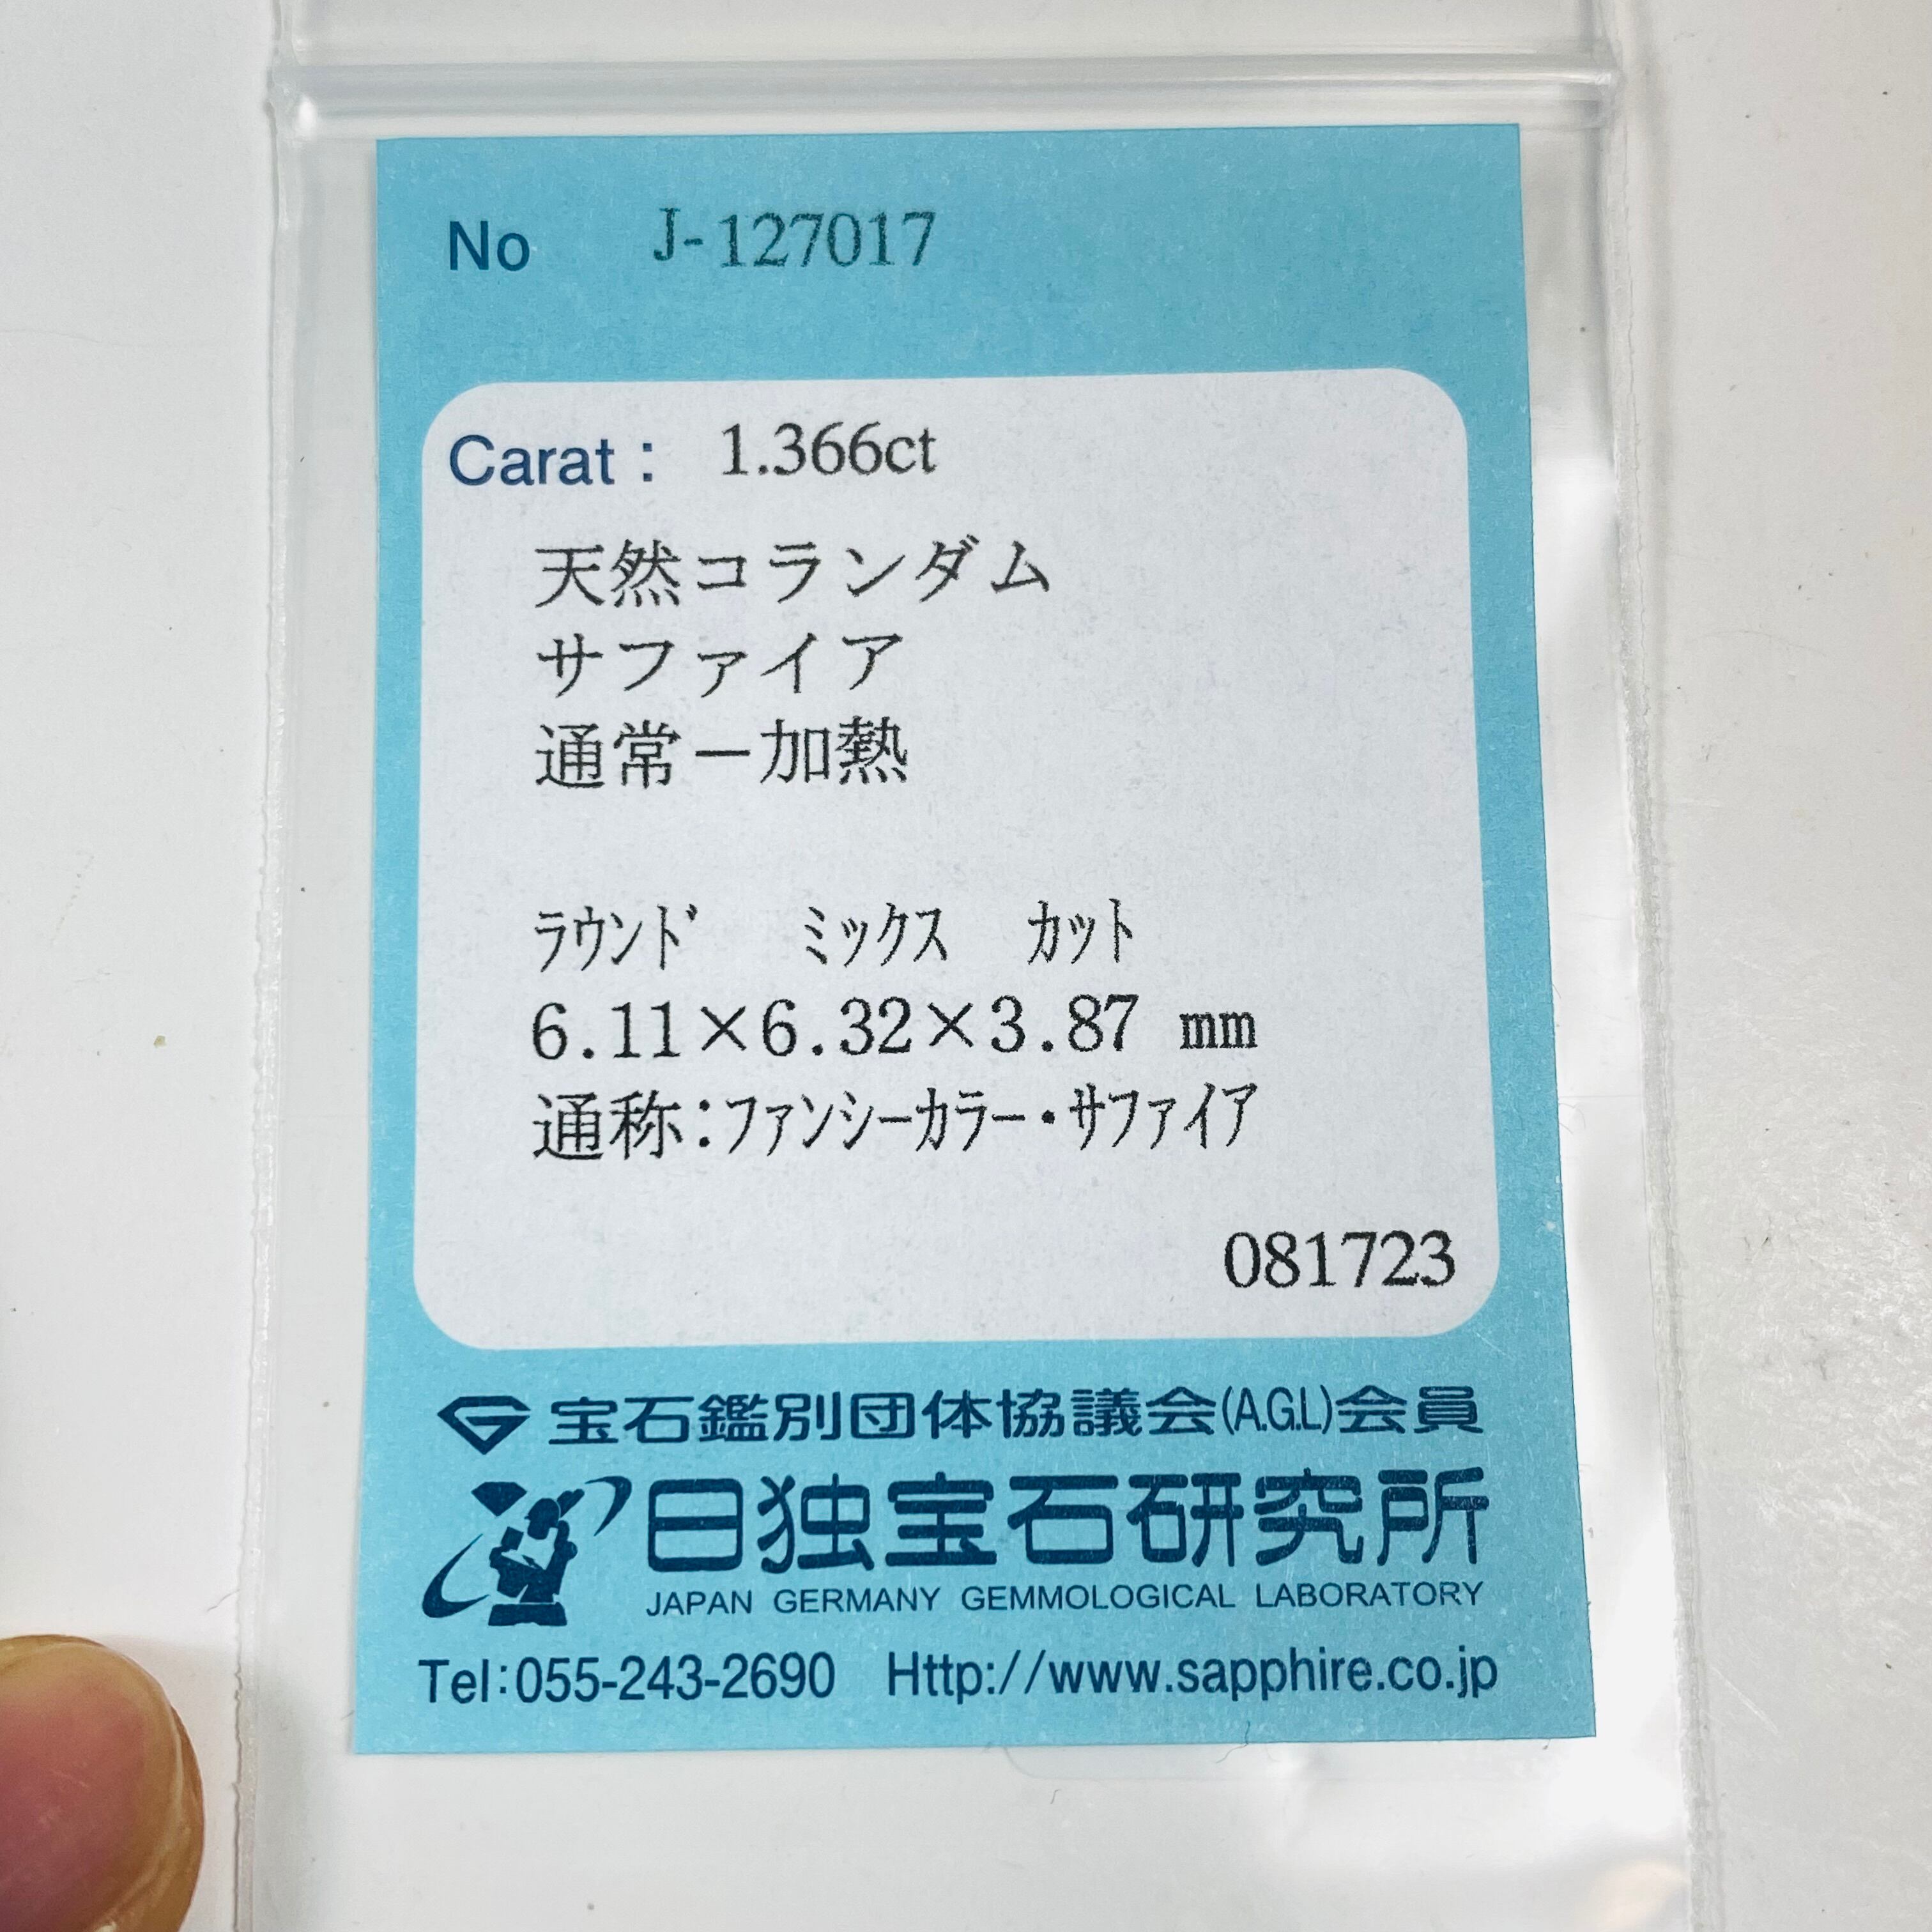 No J-127017
Carat : 1.366ct
天然コランダム
サファイア
通常－加熱
ﾗｳﾝﾄﾞ ﾐｯｸｽ ｶｯﾄ
6.11×6.32×3.87 mm
通称：ﾌｧﾝｼｰｶﾗｰ・ｻﾌｧｲｱ
081723
宝石鑑別団体協議会(A.G.L)会員
日独宝石研究所
JAPAN GERMANY GEMMOLOGICAL LABORATORY
Tel:055-243-2690 Http://www.sapphire.co.jp